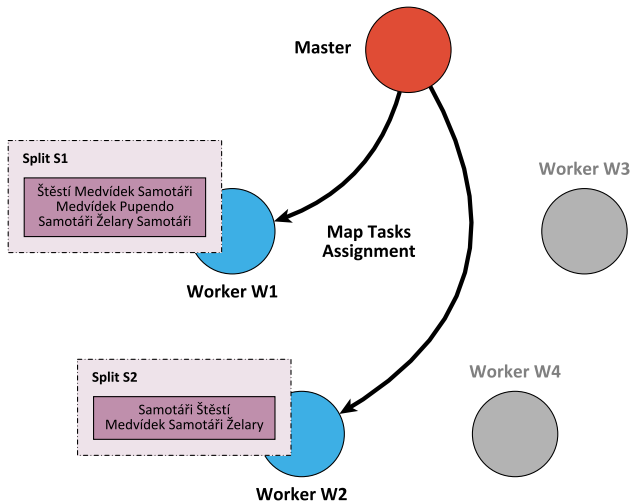 Master
Split S1
Štěstí Medvídek Samotáři
Medvídek Pupendo
Samotáři Želary Samotáři
Worker W3
Map Tasks
Assignment
Worker W1
Split S2
Samotáři Štěstí
Medvídek Samotáři Želary
Worker W4
Worker W2